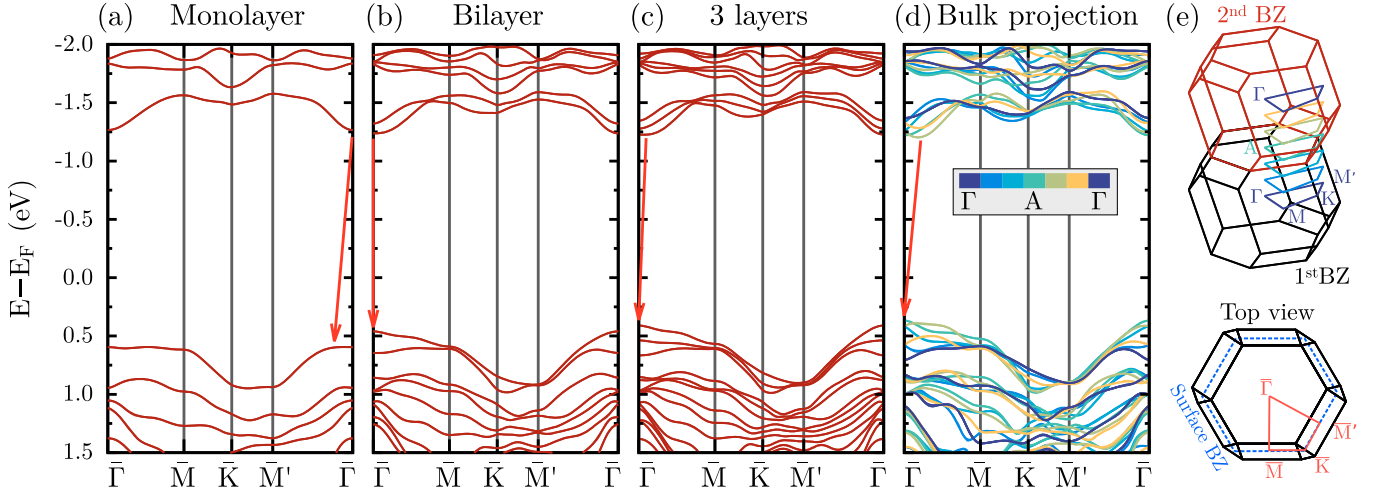 (a) Monolayer
(b) Bilayer
(c) 3 layers
(d) Bulk projection
(e)
E−E_F (eV)
-2.0
-1.5
-1.0
-0.5
0.0
0.5
1.0
1.5
Γ̅ M̅ K̅ M̅' Γ̅
Γ̅ M̅ K̅ M̅' Γ̅
Γ̅ M̅ K̅ M̅' Γ̅
Γ̅ M̅ K̅ M̅' Γ̅
Γ A Γ
2nd BZ
Γ
A
M′
Γ
K
M
1stBZ
Top view
Γ̅
M̅′
K̅
M̅
Surface BZ